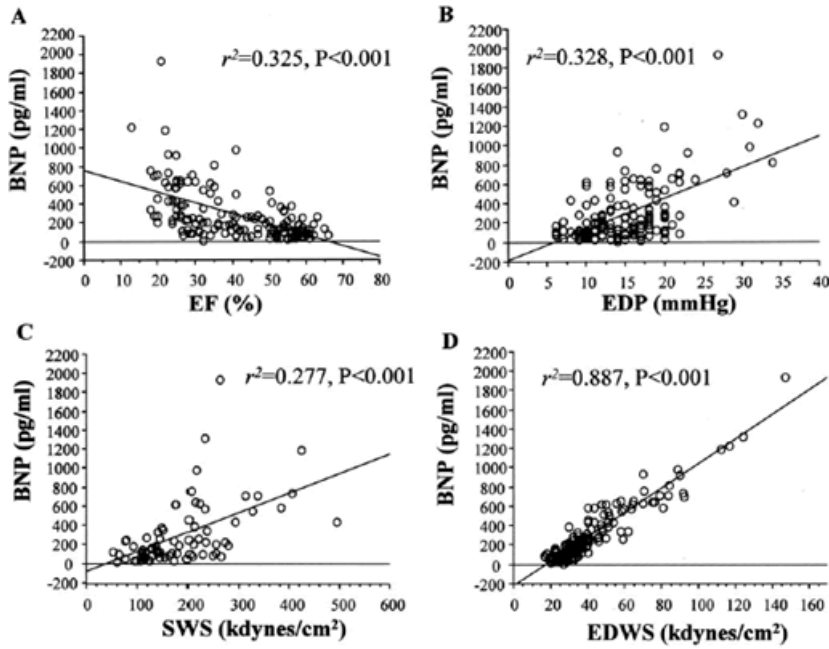 A
r²=0.325, P<0.001
BNP (pg/ml)
2200
2000
1800
1600
1400
1200
1000
800
600
400
200
0
-200
0 10 20 30 40 50 60 70 80
EF (%)
B
r²=0.328, P<0.001
BNP (pg/ml)
2200
2000
1800
1600
1400
1200
1000
800
600
400
200
0
-200
0 5 10 15 20 25 30 35 40
EDP (mmHg)
C
r²=0.277, P<0.001
BNP (pg/ml)
2200
2000
1800
1600
1400
1200
1000
800
600
400
200
0
-200
0 100 200 300 400 500 600
SWS (kdynes/cm²)
D
r²=0.887, P<0.001
BNP (pg/ml)
2200
2000
1800
1600
1400
1200
1000
800
600
400
200
0
-200
0 20 40 60 80 100 120 140 160
EDWS (kdynes/cm²)